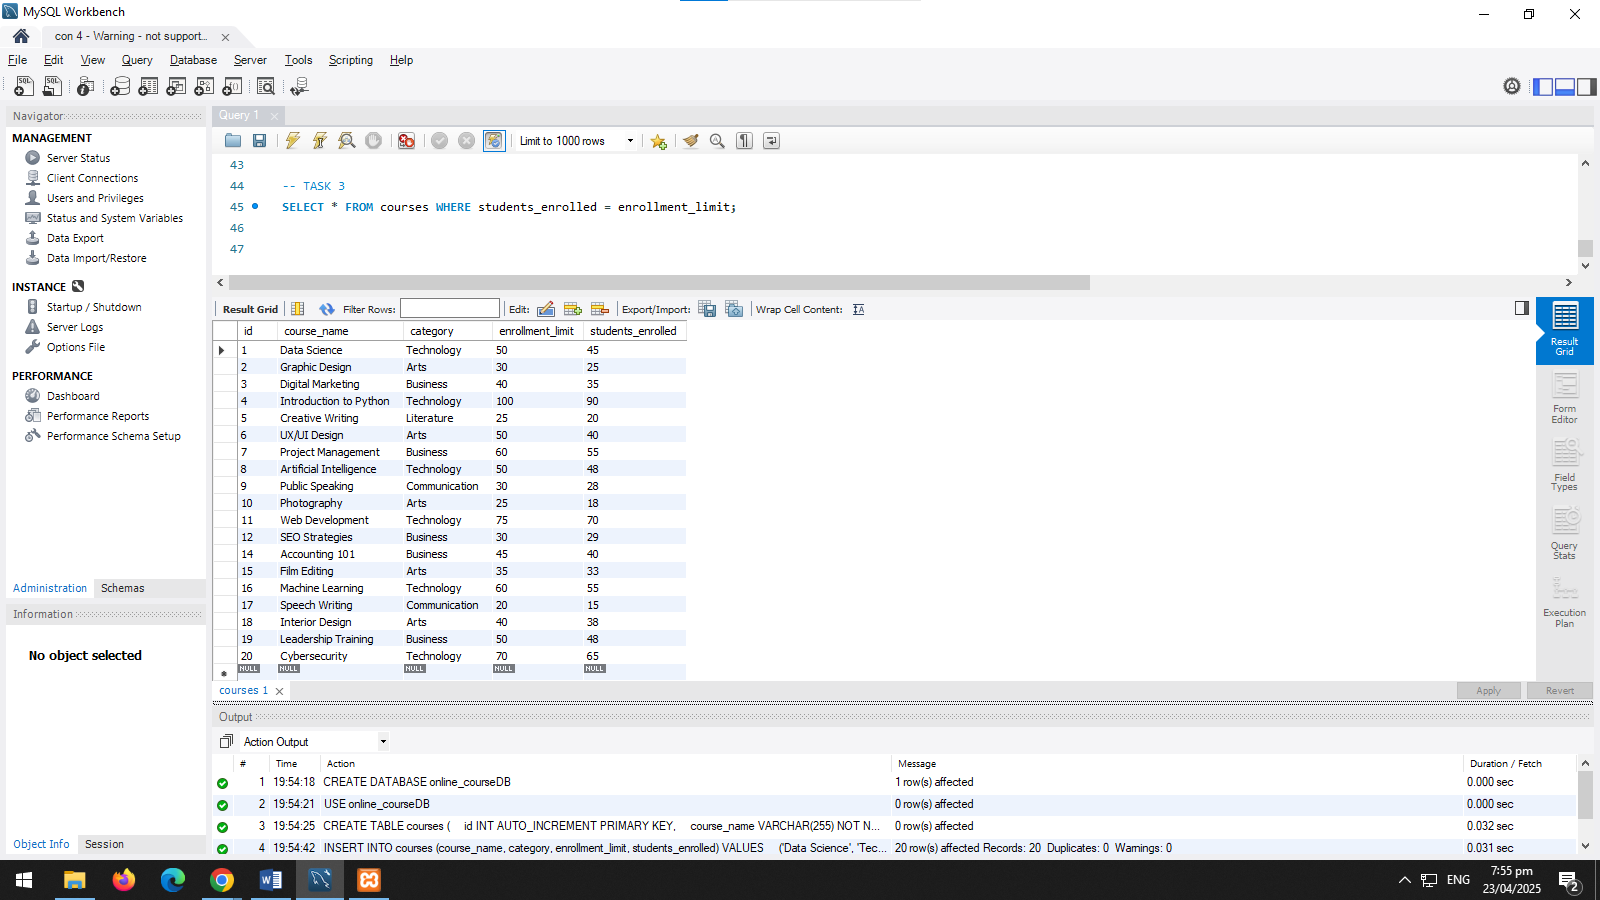 MySQL Workbench
con 4 - Warning - not support...
File Edit View Query Database Server Tools Scripting Help
Navigator
MANAGEMENT
Server Status
Client Connections
Users and Privileges
Status and System Variables
Data Export
Data Import/Restore
INSTANCE
Startup / Shutdown
Server Logs
Options File
PERFORMANCE
Dashboard
Performance Reports
Performance Schema Setup
Administration Schemas
Information
No object selected
Object Info Session
Query 1
Limit to 1000 rows
43
44 -- TASK 3
45 SELECT * FROM courses WHERE students_enrolled = enrollment_limit;
46
47
Result Grid Filter Rows: Edit: Export/Import: Wrap Cell Content:
id course_name category enrollment_limit students_enrolled
1 Data Science Technology 50 45
2 Graphic Design Arts 30 25
3 Digital Marketing Business 40 35
4 Introduction to Python Technology 100 90
5 Creative Writing Literature 25 20
6 UX/UI Design Arts 50 40
7 Project Management Business 60 55
8 Artificial Intelligence Technology 50 48
9 Public Speaking Communication 30 28
10 Photography Arts 25 18
11 Web Development Technology 75 70
12 SEO Strategies Business 30 29
14 Accounting 101 Business 45 40
15 Film Editing Arts 35 33
16 Machine Learning Technology 60 55
17 Speech Writing Communication 20 15
18 Interior Design Arts 40 38
19 Leadership Training Business 50 48
20 Cybersecurity Technology 70 65
NULL NULL NULL NULL NULL
Result
Grid
Form
Editor
Field
Types
Query
Stats
Execution
Plan
courses 1
Apply Revert
Output
Action Output
# Time Action Message Duration / Fetch
1 19:54:18 CREATE DATABASE online_courseDB 1 row(s) affected 0.000 sec
2 19:54:21 USE online_courseDB 0 row(s) affected 0.000 sec
3 19:54:25 CREATE TABLE courses ( id INT AUTO_INCREMENT PRIMARY KEY, course_name VARCHAR(255) NOT N... 0 row(s) affected 0.032 sec
4 19:54:42 INSERT INTO courses (course_name, category, enrollment_limit, students_enrolled) VALUES ('Data Science', 'Tec... 20 row(s) affected Records: 20 Duplicates: 0 Warnings: 0 0.031 sec
ENG
7:55 pm
23/04/2025
2